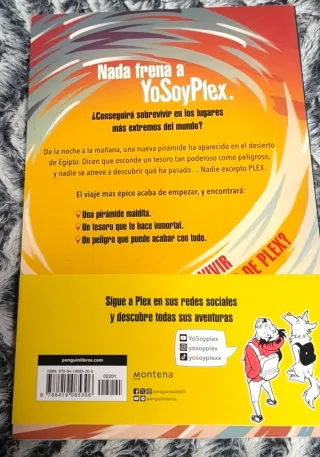 Nada frena a
YoSoyPlex.
¿Conseguirá sobrevivir en los lugares
más extremos del mundo?
De la noche a la mañana, una nueva pirámide ha aparecido en el desierto
de Egipto. Dicen que esconde un tesoro tan poderoso como peligroso,
y nadie se atreve a descubrir qué ha pasado... Nadie excepto PLEX.
El viaje más épico acaba de empezar, y encontrará:
Una pirámide maldita.
Un tesoro que te hace inmortal.
Un peligro que puede acabar con todo.
VIVIR
DE PLEX?
Sigue a Plex en sus redes sociales
y descubre todas sus aventuras
YoSoyplex
yosoyplex
yosoyplexx
penguinlibros.com
montena
penguinlibros